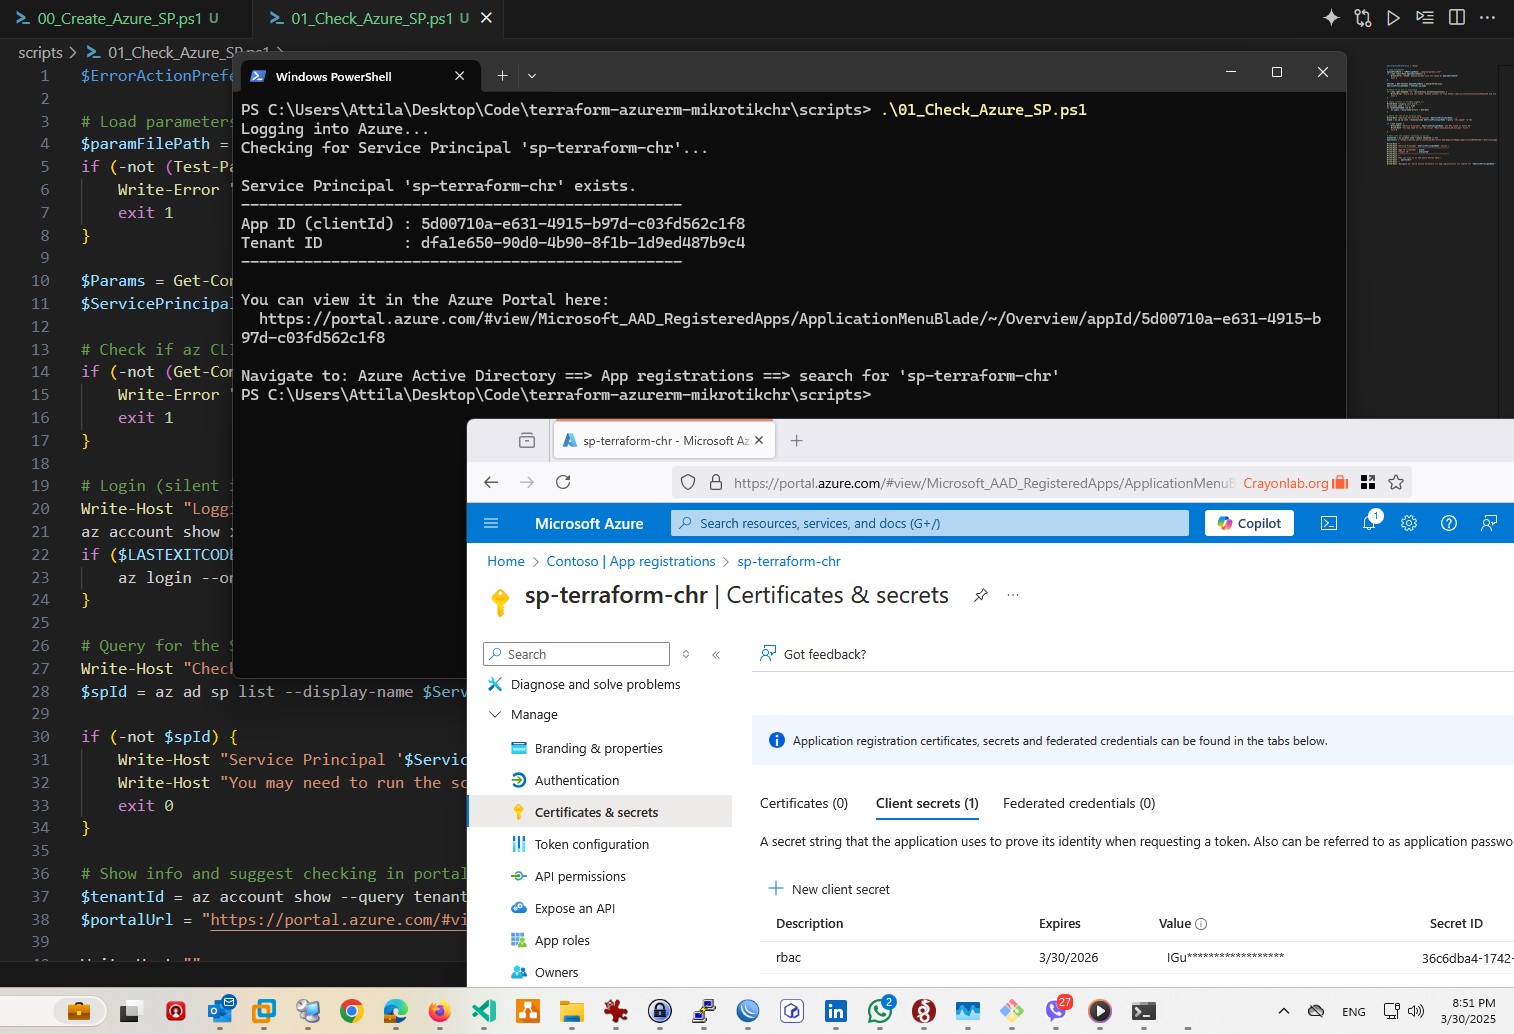 00_Create_Azure_SP.ps1 U
01_Check_Azure_SP.ps1 U
scripts > 01_Check_Azure_SP.ps1 >
1 $ErrorActionPrefe
2
3 # Load parameters
4 $paramFilePath =
5 if (-not (Test-Pa
6 Write-Error "
7 exit 1
8 }
9
10 $Params = Get-Con
11 $ServicePrincipal
12
13 # Check if az CLI
14 if (-not (Get-Com
15 Write-Error "
16 exit 1
17 }
18
19 # Login (silent i
20 Write-Host "Loggi
21 az account show
22 if ($LASTEXITCODE
23 az login --on
24 }
25
26 # Query for the S
27 Write-Host "Check
28 $spId = az ad sp list --display-name $Serv
29
30 if (-not $spId) {
31 Write-Host "Service Principal '$Servic
32 Write-Host "You may need to run the sc
33 exit 0
34 }
35
36 # Show info and suggest checking in portal
37 $tenantId = az account show --query tenant
38 $portalUrl = "https://portal.azure.com/#vi
39
Windows PowerShell
PS C:\Users\Attila\Desktop\Code\terraform-azurerm-mikrotikchr\scripts> .\01_Check_Azure_SP.ps1
Logging into Azure...
Checking for Service Principal 'sp-terraform-chr'...
Service Principal 'sp-terraform-chr' exists.
-------------------------------------------------
App ID (clientId) : 5d00710a-e631-4915-b97d-c03fd562c1f8
Tenant ID : dfa1e650-90d0-4b90-8f1b-1d9ed487b9c4
-------------------------------------------------
You can view it in the Azure Portal here:
https://portal.azure.com/#view/Microsoft_AAD_RegisteredApps/ApplicationMenuBlade/~/Overview/appId/5d00710a-e631-4915-b
97d-c03fd562c1f8
Navigate to: Azure Active Directory ==> App registrations ==> search for 'sp-terraform-chr'
PS C:\Users\Attila\Desktop\Code\terraform-azurerm-mikrotikchr\scripts>
sp-terraform-chr - Microsoft Az
https://portal.azure.com/#view/Microsoft_AAD_RegisteredApps/ApplicationMenuB Crayonlab.org
Microsoft Azure
Search resources, services, and docs (G+/)
Copilot
1
Home > Contoso | App registrations > sp-terraform-chr
sp-terraform-chr | Certificates & secrets
Search
Got feedback?
Diagnose and solve problems
Manage
Branding & properties
Authentication
Certificates & secrets
Token configuration
API permissions
Expose an API
App roles
Owners
Application registration certificates, secrets and federated credentials can be found in the tabs below.
Certificates (0) Client secrets (1) Federated credentials (0)
A secret string that the application uses to prove its identity when requesting a token. Also can be referred to as application passwo
New client secret
Description Expires Value Secret ID
rbac 3/30/2026 IGu****************** 36c6dba4-1742-
2
27
ENG
8:51 PM
3/30/2025